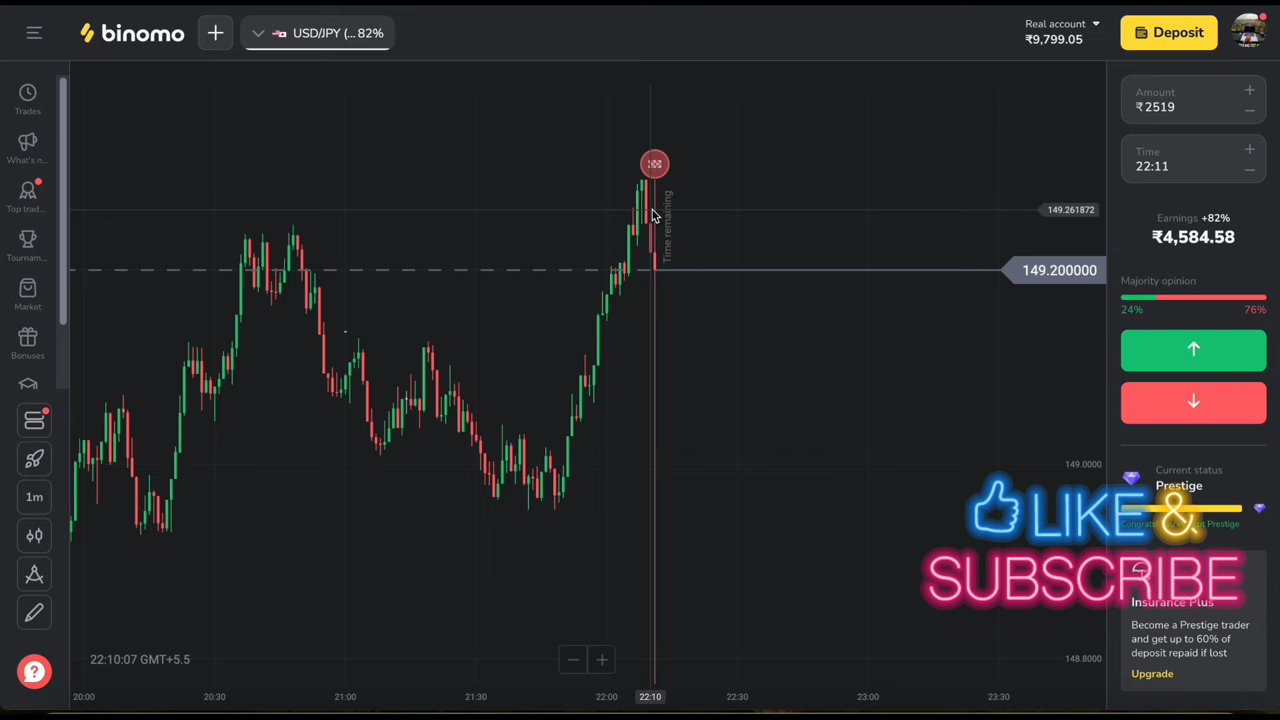 binomo
USD/JPY (... 82%
Real account
₹9,799.05
Deposit
Trades
What's n...
Top trad...
Tournam...
Market
Bonuses
1m
Time remaining
149.261872
149.200000
149.0000
148.8000
22:10:07 GMT+5.5
20:00
20:30
21:00
21:30
22:00
22:10
22:30
23:00
23:30
Amount
₹2519
Time
22:11
Earnings +82%
₹4,584.58
Majority opinion
24%
76%
Current status
Prestige
LIKE &
SUBSCRIBE
Insurance Plus
Become a Prestige trader
and get up to 60% of
deposit repaid if lost
Upgrade